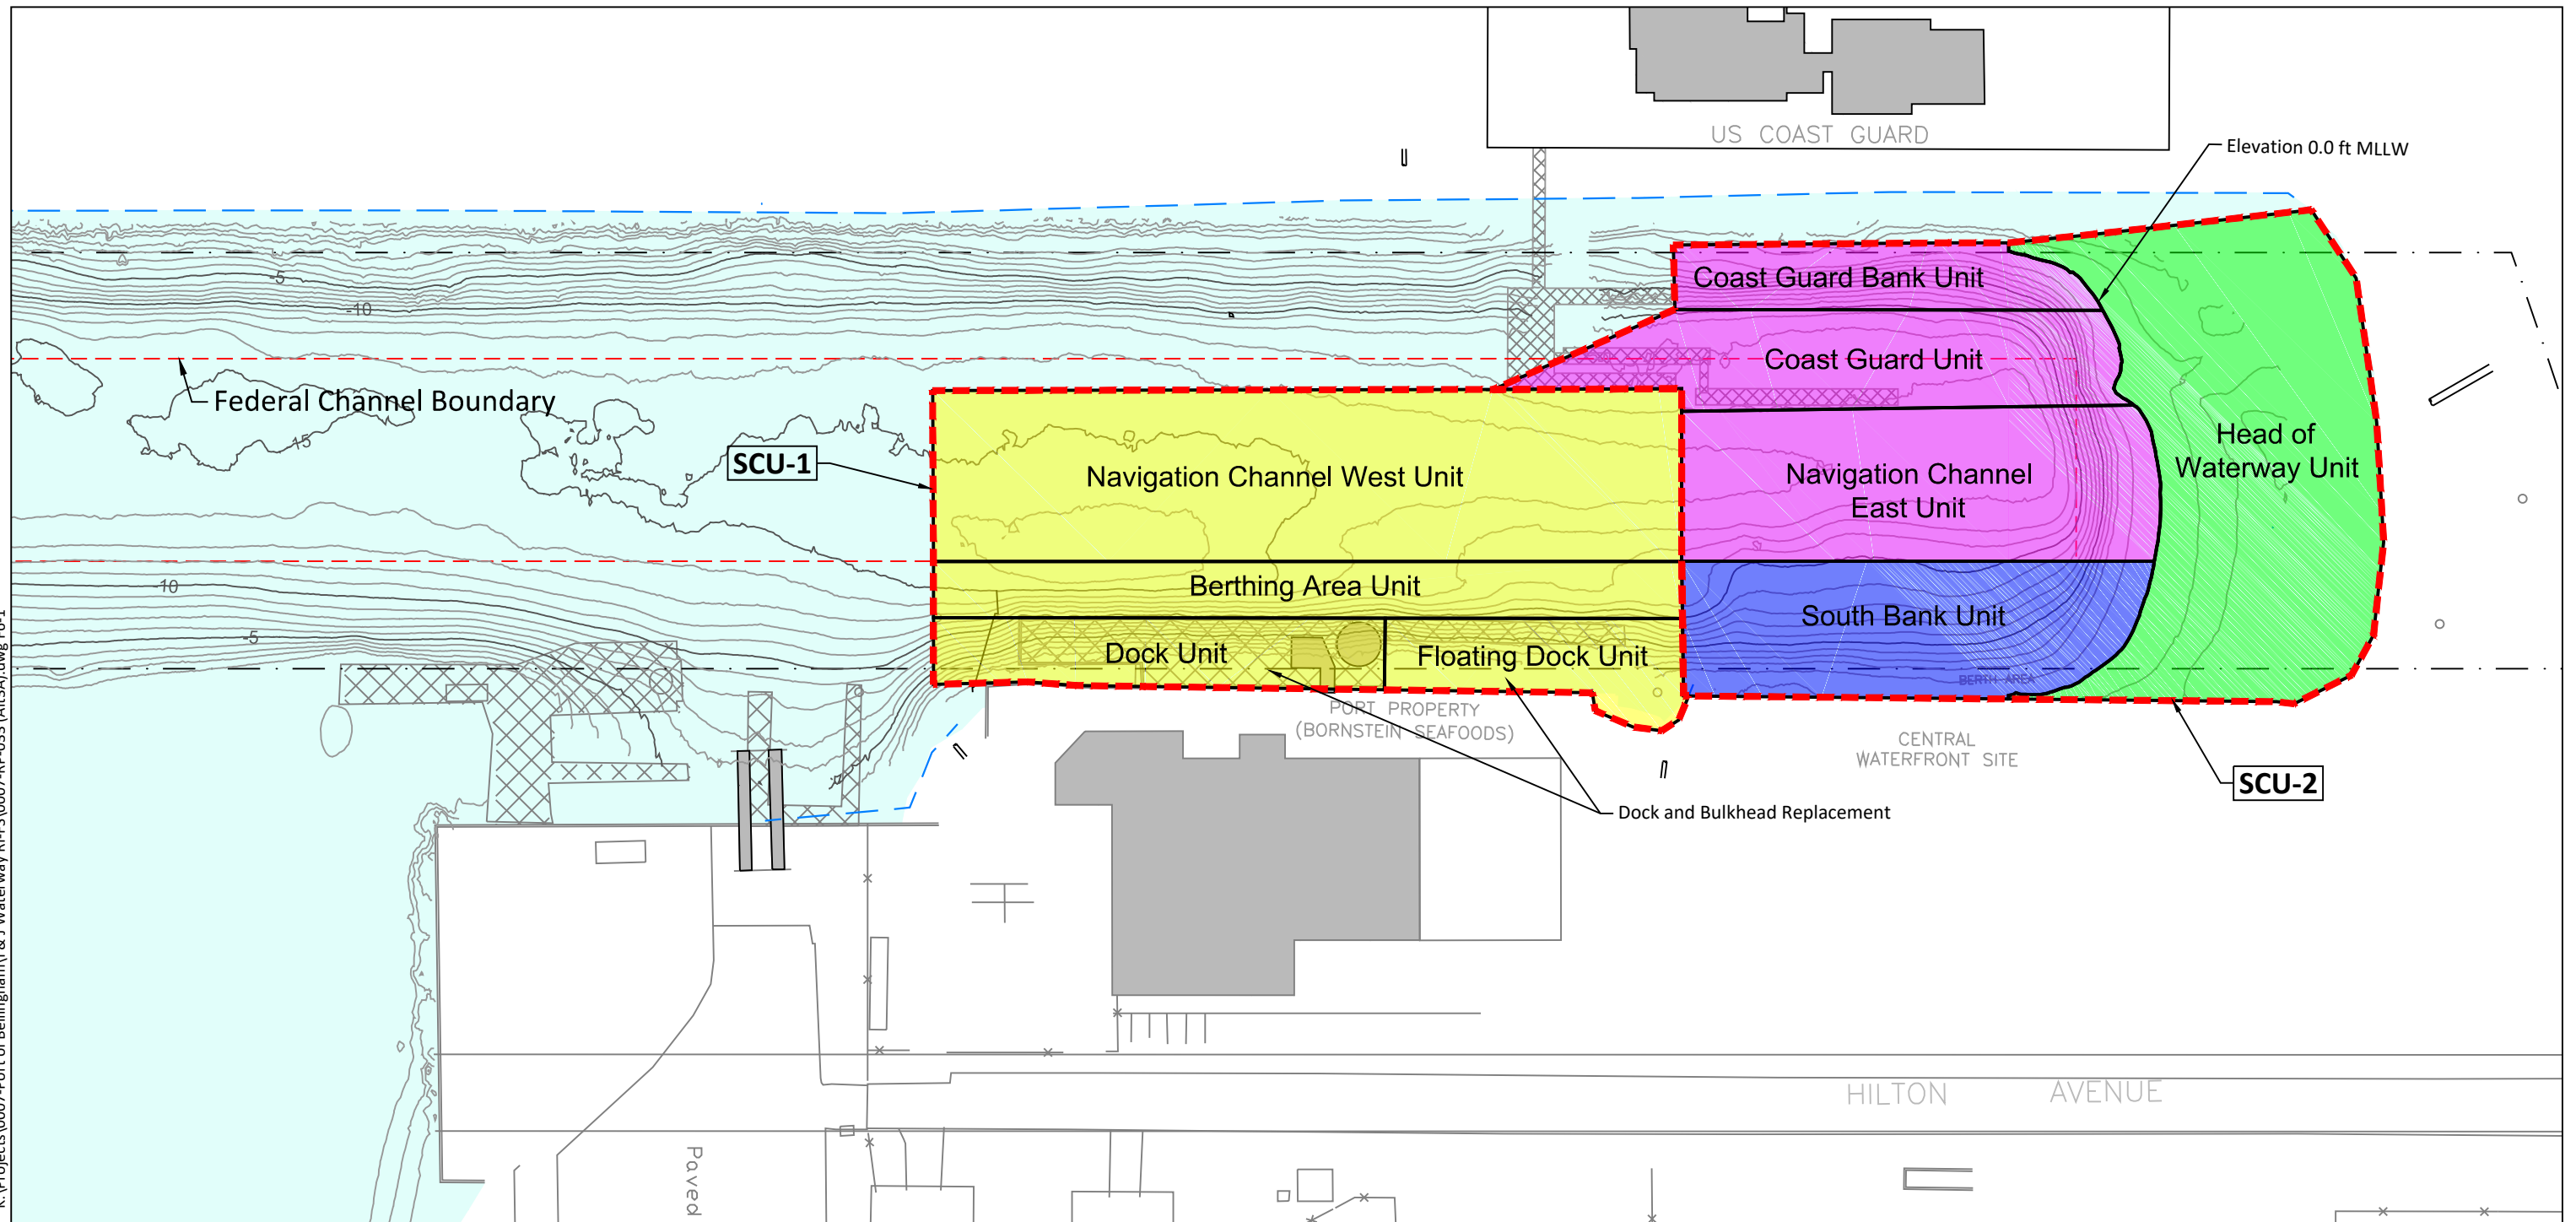 US COAST GUARD
Elevation 0.0 ft MLLW
-5
-10
Coast Guard Bank Unit
Coast Guard Unit
Federal Channel Boundary
15
SCU-1
Navigation Channel West Unit
Navigation Channel
East Unit
Head of
Waterway Unit
-10
Berthing Area Unit
South Bank Unit
-5
Dock Unit
Floating Dock Unit
BERTH AREA
PORT PROPERTY
(BORNSTEIN SEAFOODS)
CENTRAL
WATERFRONT SITE
SCU-2
Dock and Bulkhead Replacement
HILTON AVENUE
Paved